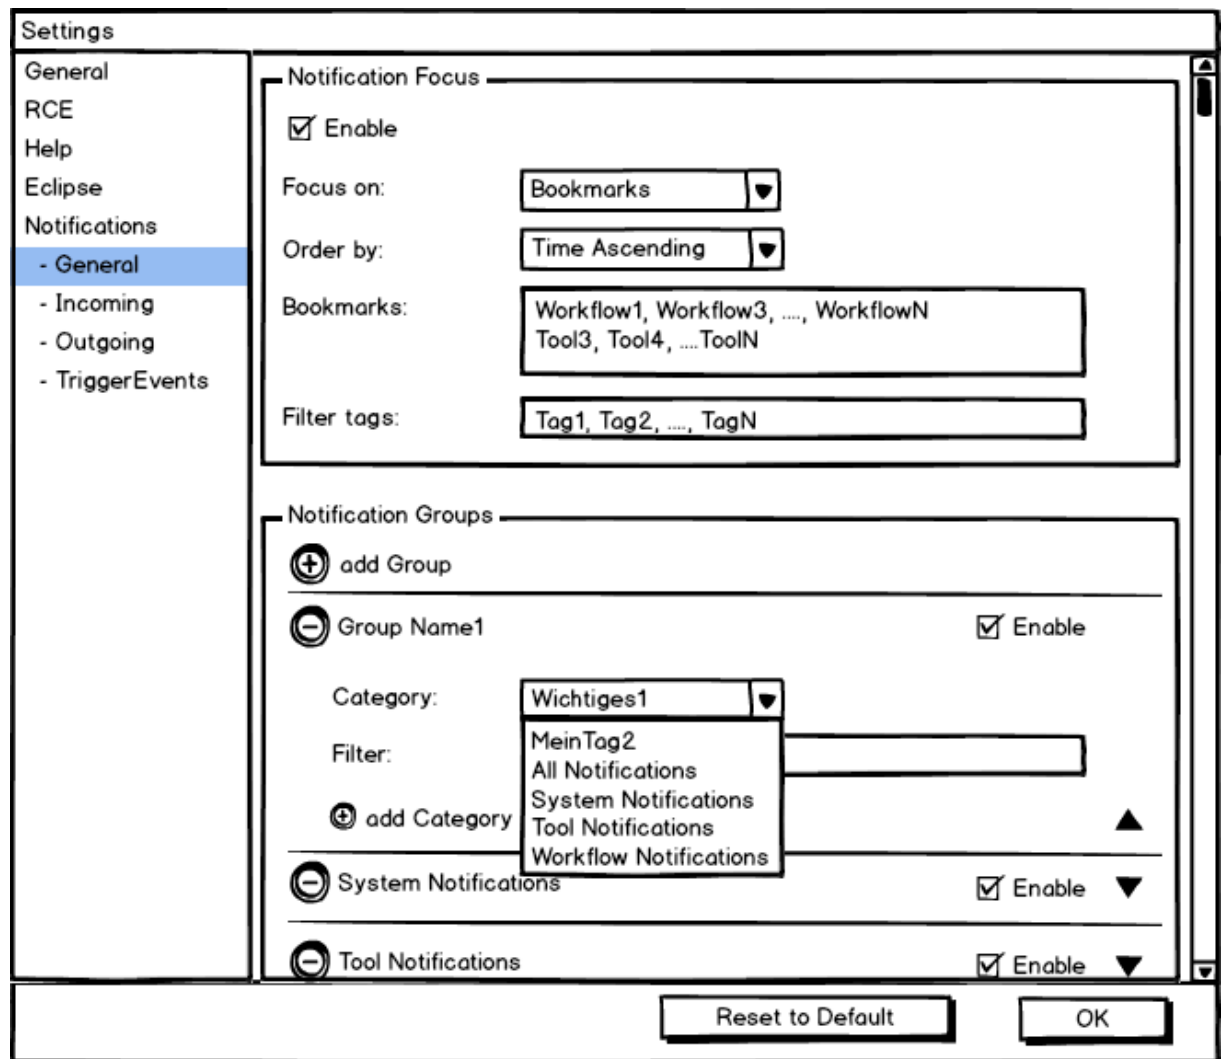 Settings
General
RCE
Help
Eclipse
Notifications
- General
- Incoming
- Outgoing
- TriggerEvents
Notification Focus
Enable
Focus on: Bookmarks
Order by: Time Ascending
Bookmarks: Workflow1, Workflow3, ...., WorkflowN
Tool3, Tool4, ....ToolN
Filter tags: Tag1, Tag2, ...., TagN
Notification Groups
add Group
Group Name1 Enable
Category: Wichtiges1
MeinTag2
Filter:
All Notifications
System Notifications
add Category
Tool Notifications
Workflow Notifications
System Notifications Enable
Tool Notifications Enable
Reset to Default OK